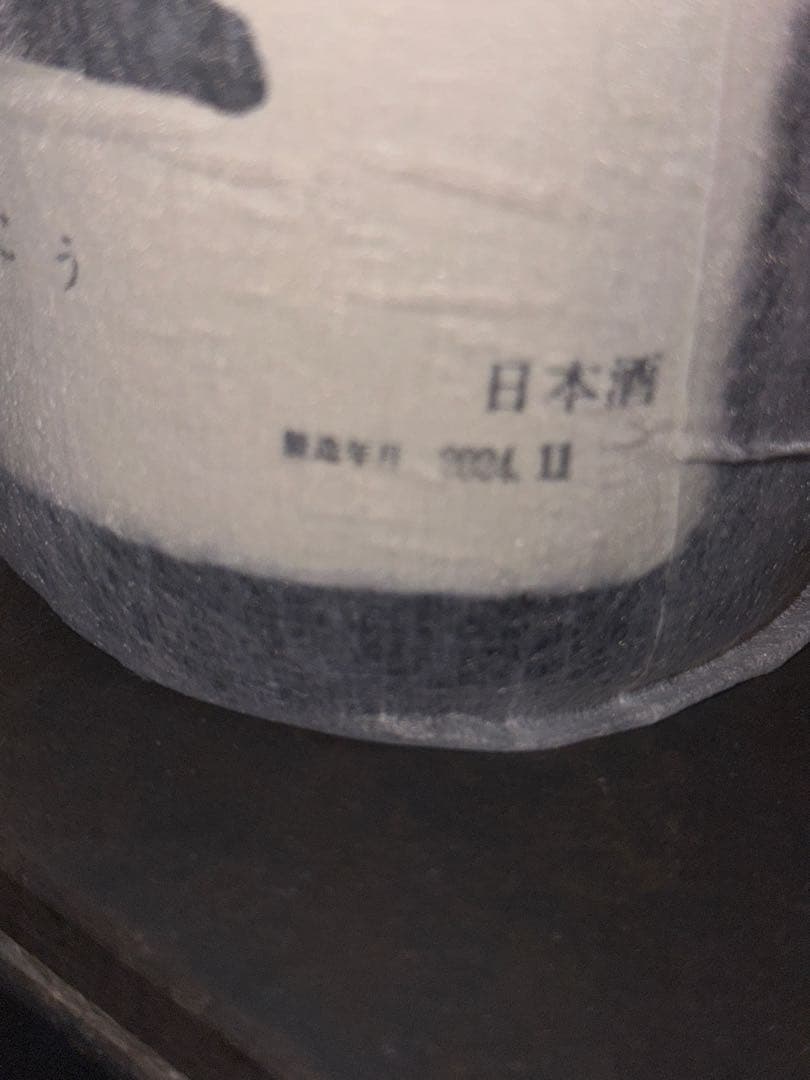 う
日本酒
製造年月 2024. 11